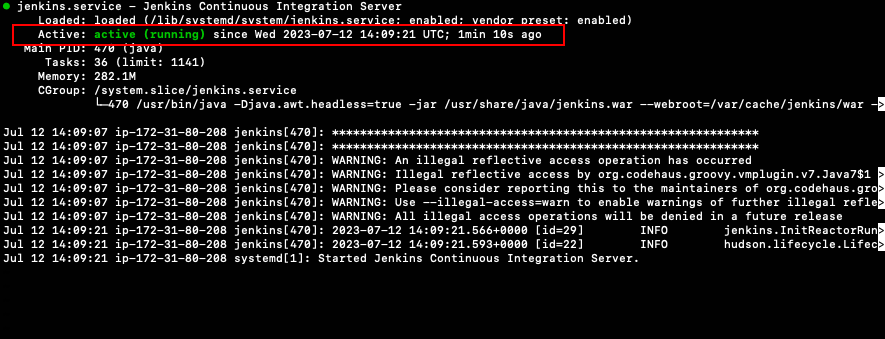 ● jenkins.service – Jenkins Continuous Integration Server
Loaded: loaded (/lib/systemd/system/jenkins.service; enabled; vendor preset: enabled)
Active: active (running) since Wed 2023-07-12 14:09:21 UTC; 1min 10s ago
Main PID: 470 (java)
Tasks: 36 (limit: 1141)
Memory: 282.1M
CGroup: /system.slice/jenkins.service
└─470 /usr/bin/java -Djava.awt.headless=true -jar /usr/share/java/jenkins.war --webroot=/var/cache/jenkins/war ->
Jul 12 14:09:07 ip-172-31-80-208 jenkins[470]: *************************************************************
Jul 12 14:09:07 ip-172-31-80-208 jenkins[470]: *************************************************************
Jul 12 14:09:07 ip-172-31-80-208 jenkins[470]: WARNING: An illegal reflective access operation has occurred
Jul 12 14:09:07 ip-172-31-80-208 jenkins[470]: WARNING: Illegal reflective access by org.codehaus.groovy.vmplugin.v7.Java7$1 >
Jul 12 14:09:07 ip-172-31-80-208 jenkins[470]: WARNING: Please consider reporting this to the maintainers of org.codehaus.gro>
Jul 12 14:09:07 ip-172-31-80-208 jenkins[470]: WARNING: Use --illegal-access=warn to enable warnings of further illegal refle>
Jul 12 14:09:07 ip-172-31-80-208 jenkins[470]: WARNING: All illegal access operations will be denied in a future release
Jul 12 14:09:21 ip-172-31-80-208 jenkins[470]: 2023-07-12 14:09:21.566+0000 [id=29] INFO jenkins.InitReactorRun>
Jul 12 14:09:21 ip-172-31-80-208 jenkins[470]: 2023-07-12 14:09:21.593+0000 [id=22] INFO hudson.lifecycle.Lifec>
Jul 12 14:09:21 ip-172-31-80-208 systemd[1]: Started Jenkins Continuous Integration Server.